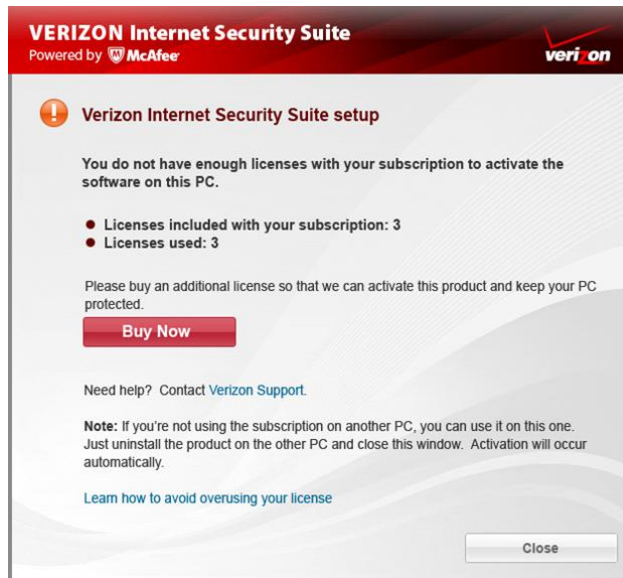 VERIZON Internet Security Suite
Powered by McAfee
verizon
Verizon Internet Security Suite setup
You do not have enough licenses with your subscription to activate the
software on this PC.
Licenses included with your subscription: 3
Licenses used: 3
Please buy an additional license so that we can activate this product and keep your PC
protected.
Buy Now
Need help? Contact Verizon Support.
Note: If you're not using the subscription on another PC, you can use it on this one.
Just uninstall the product on the other PC and close this window. Activation will occur
automatically.
Learn how to avoid overusing your license
Close